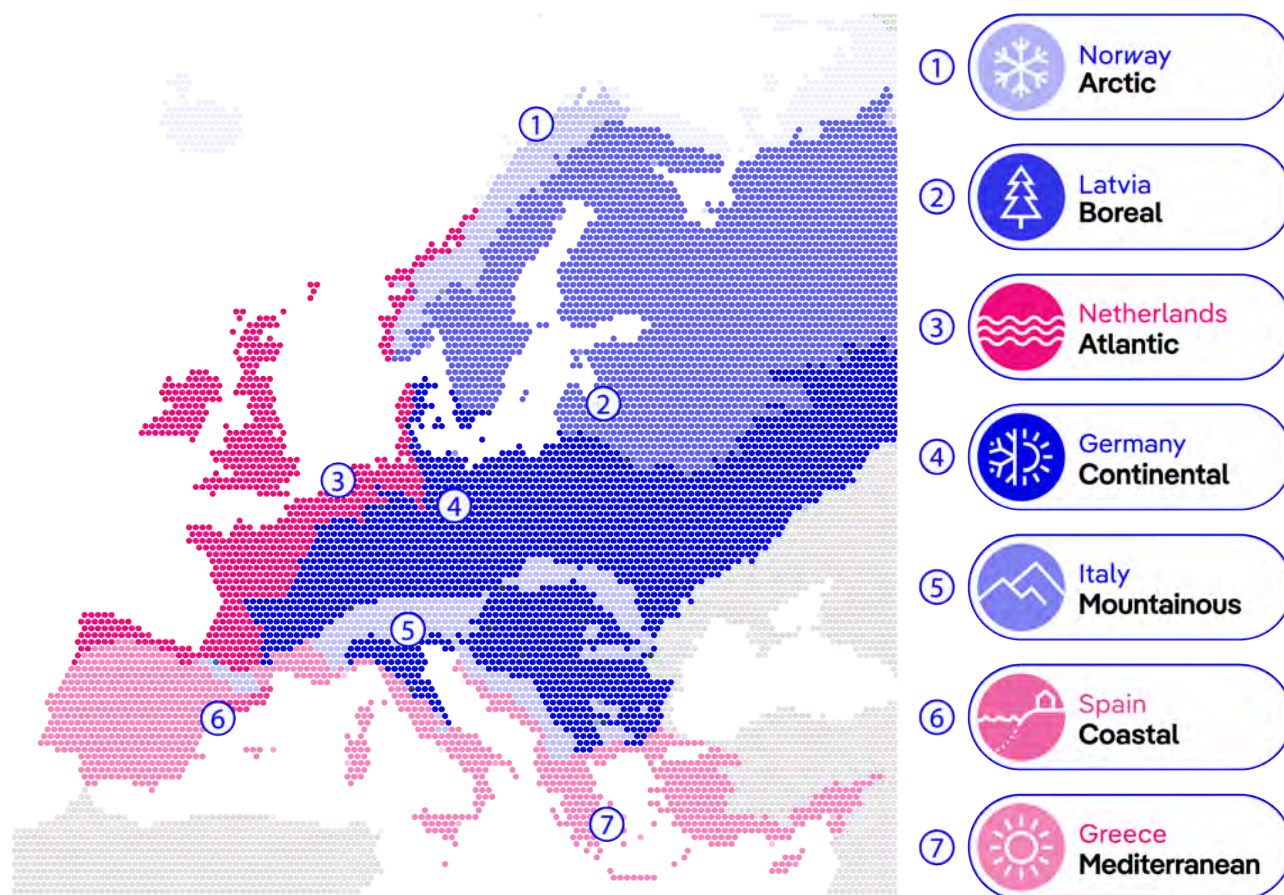 1
Norway
Arctic
2
Latvia
Boreal
3
Netherlands
Atlantic
4
Germany
Continental
5
Italy
Mountainous
6
Spain
Coastal
7
Greece
Mediterranean
1
2
3
4
5
6
7